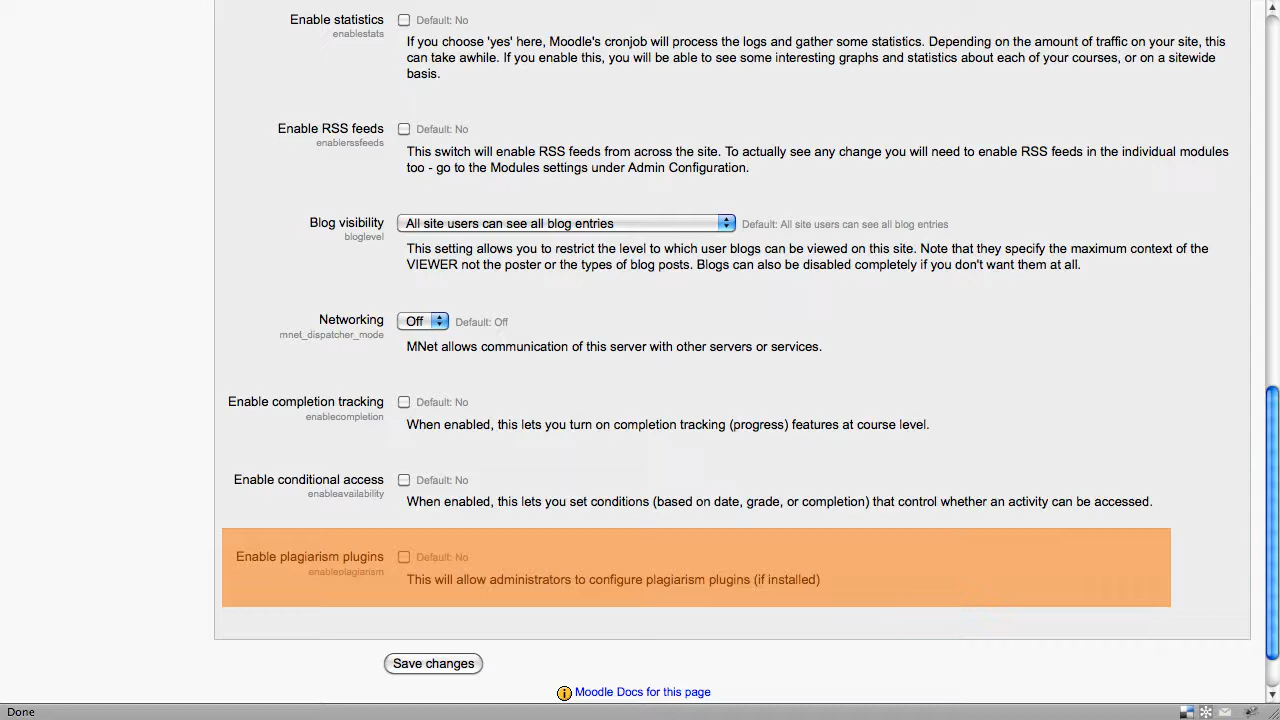 Enable statistics
enablestats
Default: No
If you choose 'yes' here, Moodle's cronjob will process the logs and gather some statistics. Depending on the amount of traffic on your site, this
can take awhile. If you enable this, you will be able to see some interesting graphs and statistics about each of your courses, or on a sitewide
basis.
Enable RSS feeds
enablerssfeeds
Default: No
This switch will enable RSS feeds from across the site. To actually see any change you will need to enable RSS feeds in the individual modules
too - go to the Modules settings under Admin Configuration.
Blog visibility
bloglevel
All site users can see all blog entries
Default: All site users can see all blog entries
This setting allows you to restrict the level to which user blogs can be viewed on this site. Note that they specify the maximum context of the
VIEWER not the poster or the types of blog posts. Blogs can also be disabled completely if you don't want them at all.
Networking
mnet_dispatcher_mode
Off
Default: Off
MNet allows communication of this server with other servers or services.
Enable completion tracking
enablecompletion
Default: No
When enabled, this lets you turn on completion tracking (progress) features at course level.
Enable conditional access
enableavailability
Default: No
When enabled, this lets you set conditions (based on date, grade, or completion) that control whether an activity can be accessed.
Enable plagiarism plugins
enableplagiarism
Default: No
This will allow administrators to configure plagiarism plugins (if installed)
Save changes
Moodle Docs for this page
Done